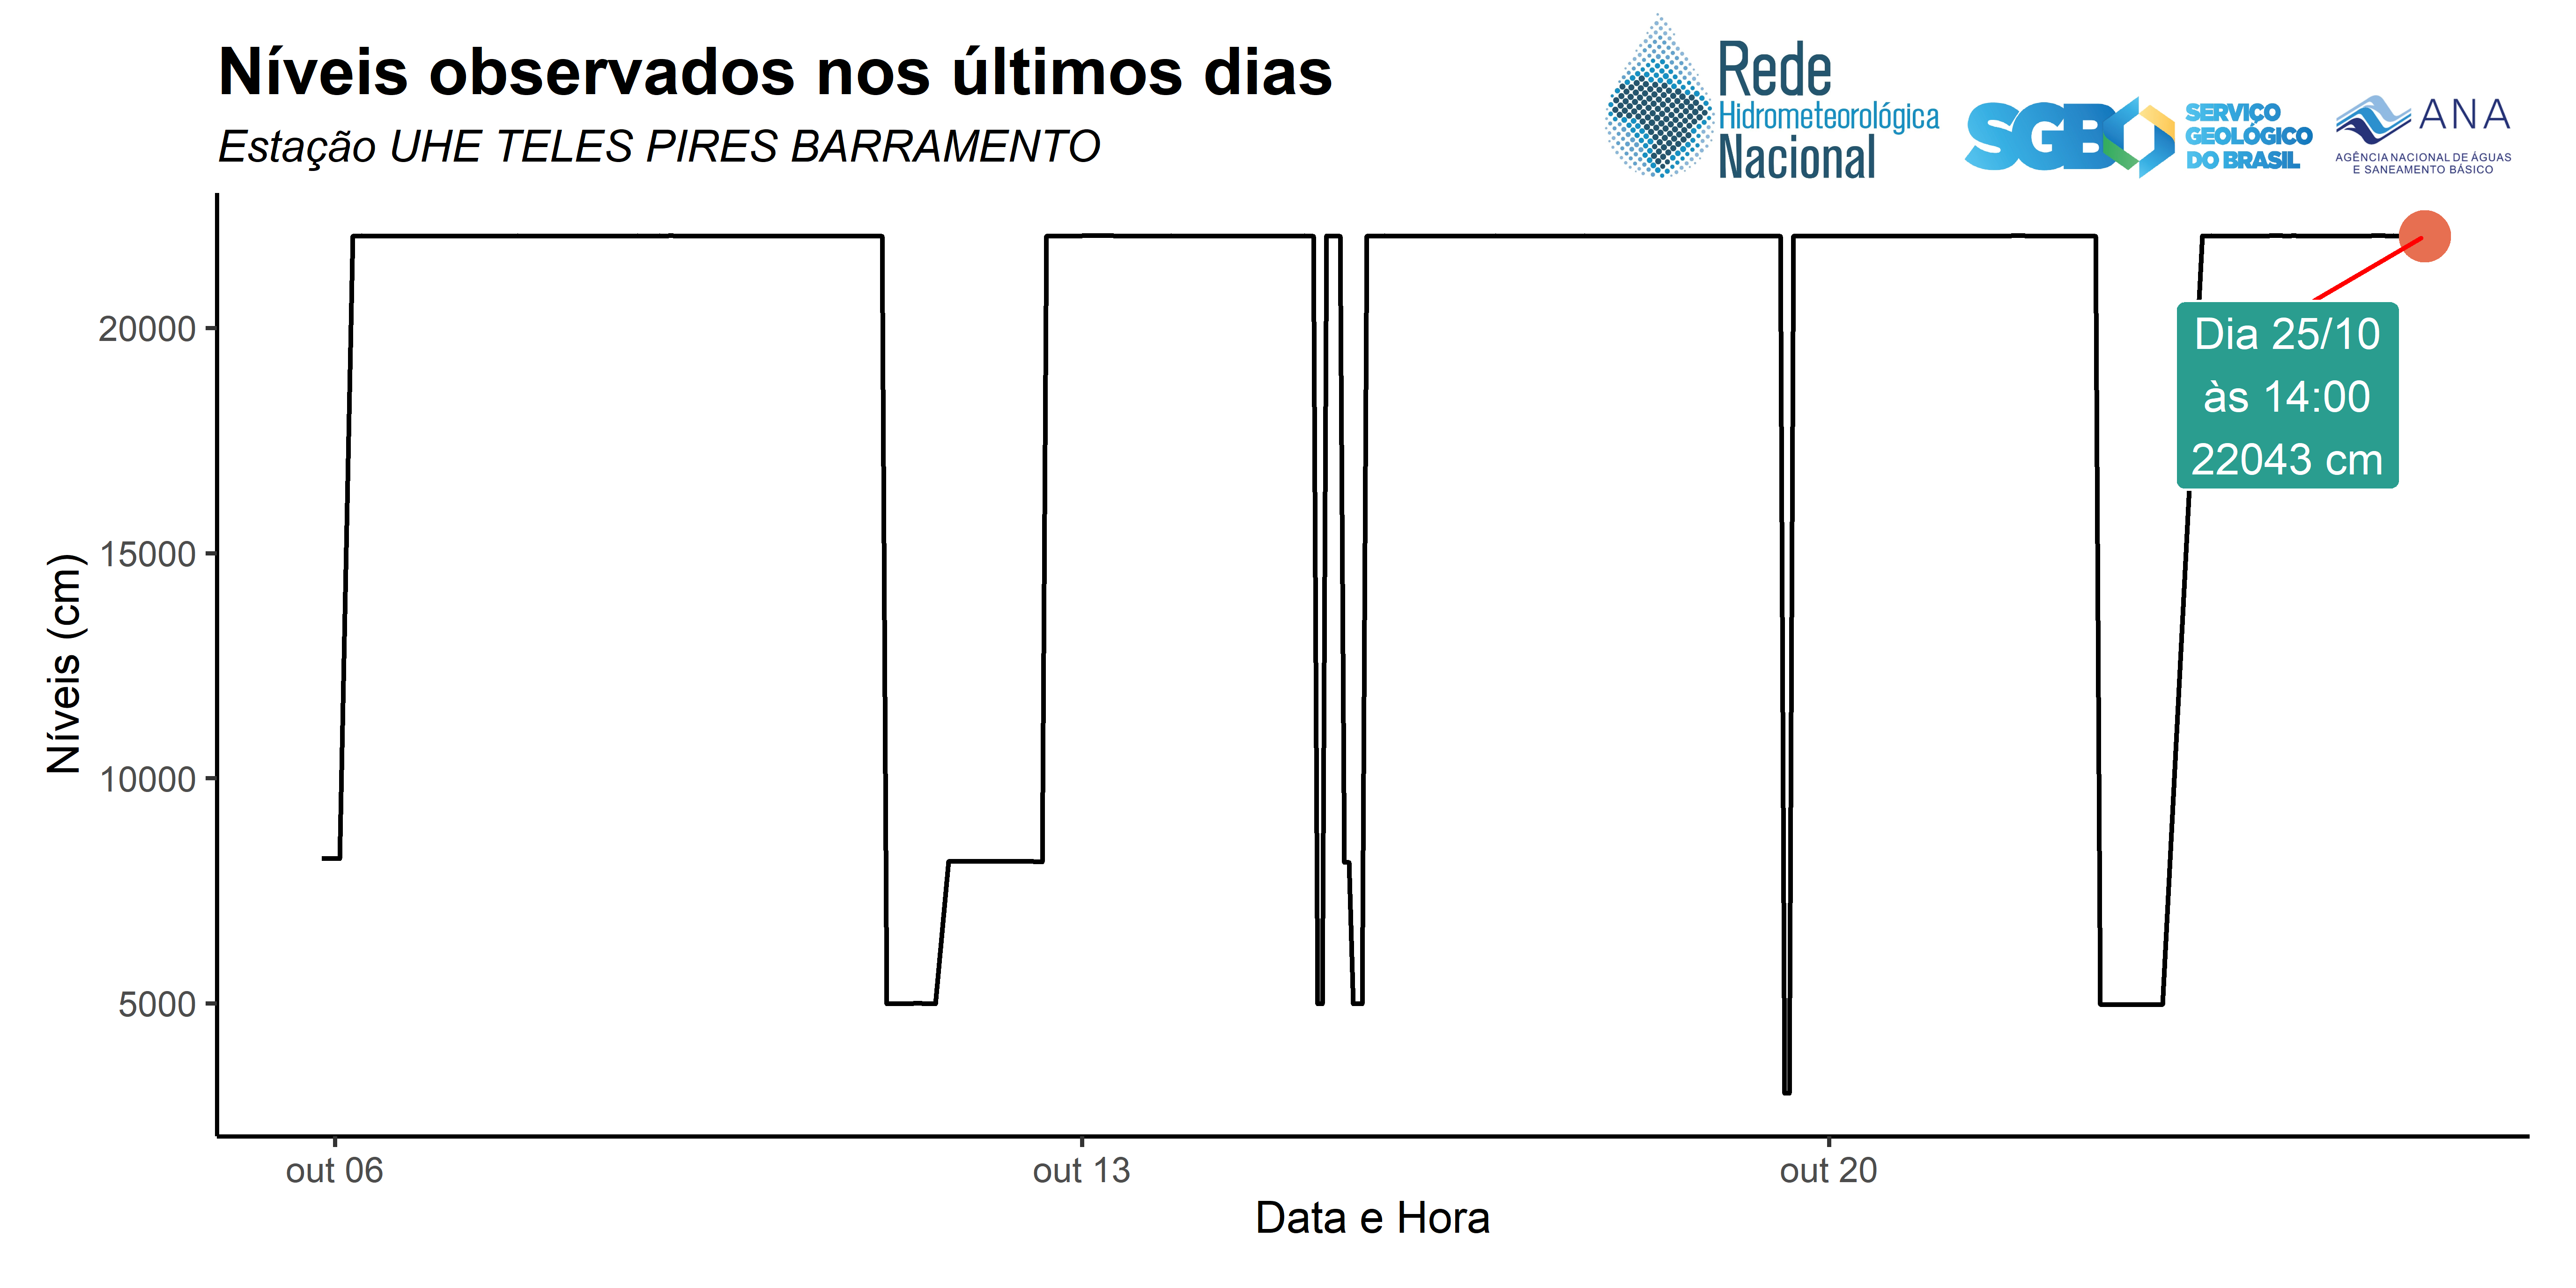 Níveis observados nos últimos dias
Estação UHE TELES PIRES BARRAMENTO
Rede
Hidrometeorológica
Nacional
SGB
SERVIÇO
GEOLÓGICO
DO BRASIL
ANA
AGÊNCIA NACIONAL DE ÁGUAS
E SANEAMENTO BÁSICO
Níveis (cm)
20000
15000
10000
5000
Dia 25/10
às 14:00
22043 cm
out 06
out 13
out 20
Data e Hora